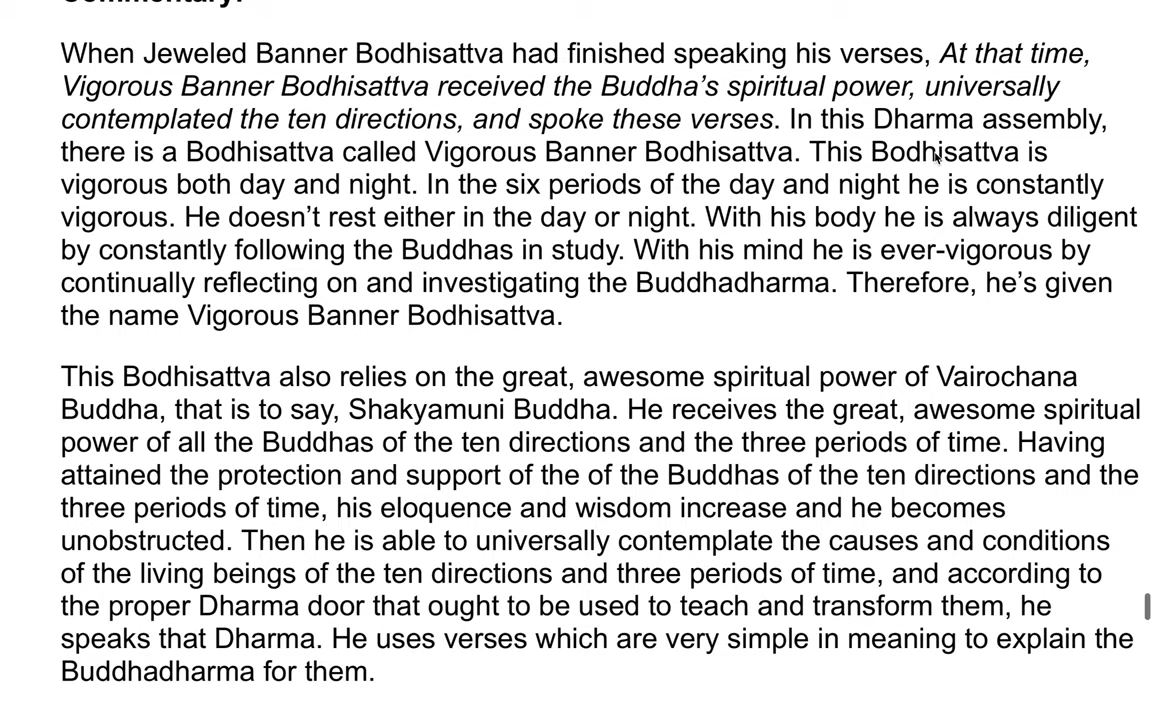 Commentary:
When Jeweled Banner Bodhisattva had finished speaking his verses, At that time,
Vigorous Banner Bodhisattva received the Buddha’s spiritual power, universally
contemplated the ten directions, and spoke these verses. In this Dharma assembly,
there is a Bodhisattva called Vigorous Banner Bodhisattva. This Bodhisattva is
vigorous both day and night. In the six periods of the day and night he is constantly
vigorous. He doesn’t rest either in the day or night. With his body he is always diligent
by constantly following the Buddhas in study. With his mind he is ever-vigorous by
continually reflecting on and investigating the Buddhadharma. Therefore, he’s given
the name Vigorous Banner Bodhisattva.
This Bodhisattva also relies on the great, awesome spiritual power of Vairochana
Buddha, that is to say, Shakyamuni Buddha. He receives the great, awesome spiritual
power of all the Buddhas of the ten directions and the three periods of time. Having
attained the protection and support of the of the Buddhas of the ten directions and the
three periods of time, his eloquence and wisdom increase and he becomes
unobstructed. Then he is able to universally contemplate the causes and conditions
of the living beings of the ten directions and three periods of time, and according to
the proper Dharma door that ought to be used to teach and transform them, he
speaks that Dharma. He uses verses which are very simple in meaning to explain the
Buddhadharma for them.